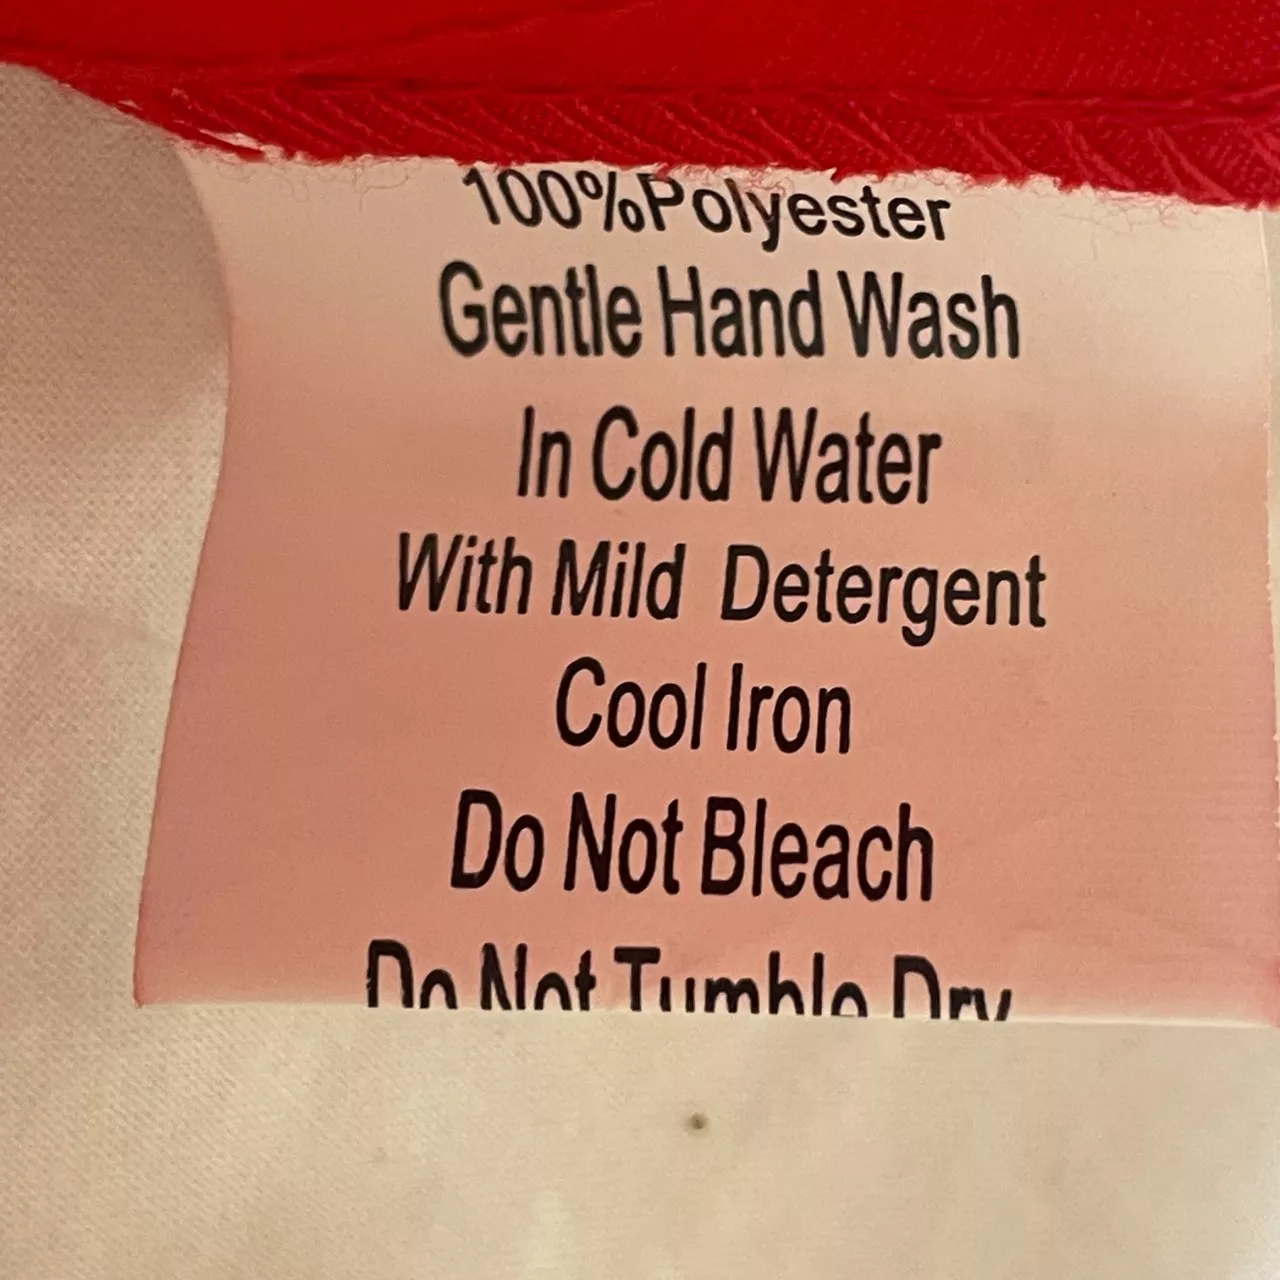 100%Polyester
Gentle Hand Wash
In Cold Water
With Mild Detergent
Cool Iron
Do Not Bleach
Do Not Tumble Dry